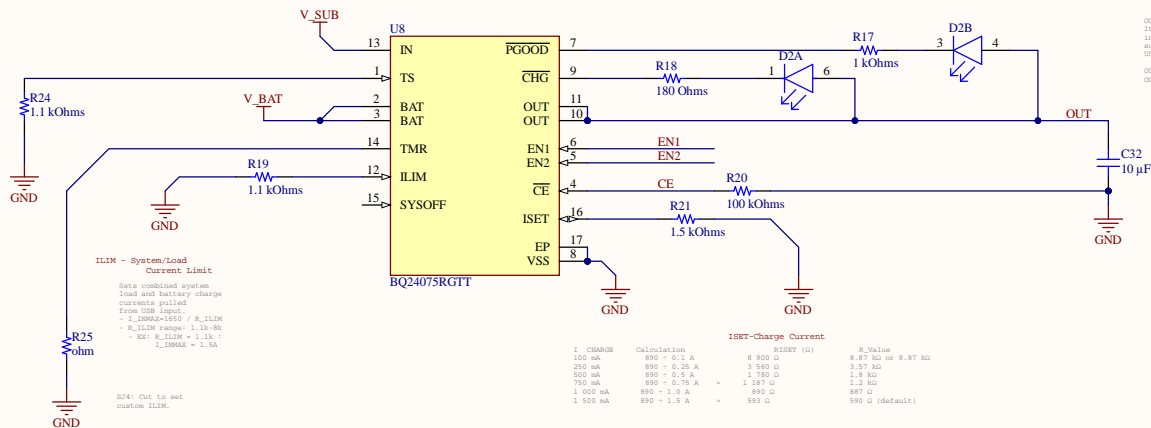 V_SUB
U8
13 IN
PGOOD 7
R17
1 kOhms
3 D2B 4
1 TS
CHG 9
R18
180 Ohms
1 D2A 6
R24
1.1 kOhms
GND
V_BAT
2 BAT
3 BAT
OUT 11
OUT 10
OUT
14 TMR
EN1 6 EN1
EN2 5 EN2
C32
10 µF
R19
1.1 kOhms
GND
12 ILIM
CE 4 CE
R20
100 kOhms
GND
15 SYSOFF
ISET 16
R21
1.5 kOhms
GND
EP 17
VSS 8
GND
BQ24075RGTT
ILIM - System/Load
Current Limit
Sets combined system
load and battery charge
currents pulled
from USB input.
- I_INMAX=1650 / R_ILIM
- R_ILIM range: 1.1k-8k
- EX: R_ILIM = 1.1k :
I_INMAX = 1.5A
R25
ohm
GND
SJ4: Cut to set
custom ILIM.
ISET-Charge Current
I CHARGE Calculation RISET (Ω) R_Value
100 mA 890 ÷ 0.1 A 8 900 Ω 8.87 kΩ or 8.87 kΩ
250 mA 890 ÷ 0.25 A 3 560 Ω 3.57 kΩ
500 mA 890 ÷ 0.5 A 1 780 Ω 1.8 kΩ
750 mA 890 ÷ 0.75 A ≈ 1 187 Ω 1.2 kΩ
1 000 mA 890 ÷ 1.0 A 890 Ω 887 Ω
1 500 mA 890 ÷ 1.5 A ≈ 593 Ω 590 Ω (default)